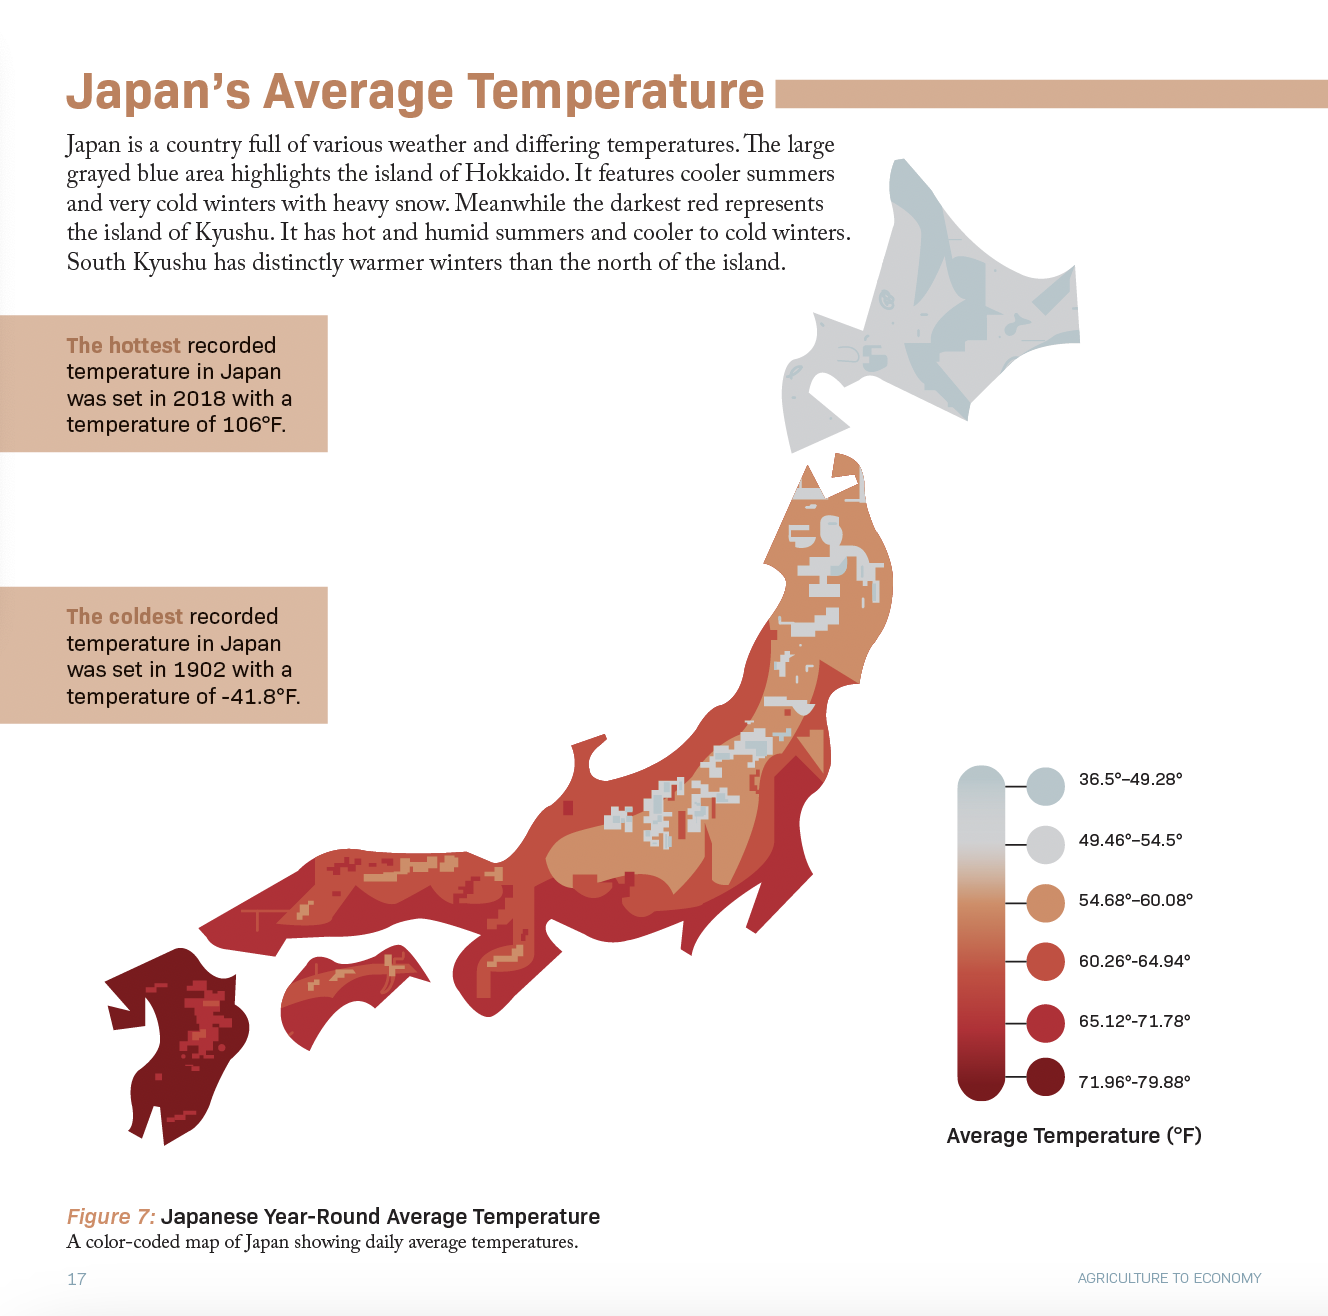 Japan’s Average Temperature
Japan is a country full of various weather and differing temperatures. The large
grayed blue area highlights the island of Hokkaido. It features cooler summers
and very cold winters with heavy snow. Meanwhile the darkest red represents
the island of Kyushu. It has hot and humid summers and cooler to cold winters.
South Kyushu has distinctly warmer winters than the north of the island.
The hottest recorded
temperature in Japan
was set in 2018 with a
temperature of 106°F.
The coldest recorded
temperature in Japan
was set in 1902 with a
temperature of -41.8°F.
36.5°–49.28°
49.46°–54.5°
54.68°–60.08°
60.26°-64.94°
65.12°-71.78°
71.96°-79.88°
Average Temperature (°F)
Figure 7: Japanese Year-Round Average Temperature
A color-coded map of Japan showing daily average temperatures.
17
AGRICULTURE TO ECONOMY